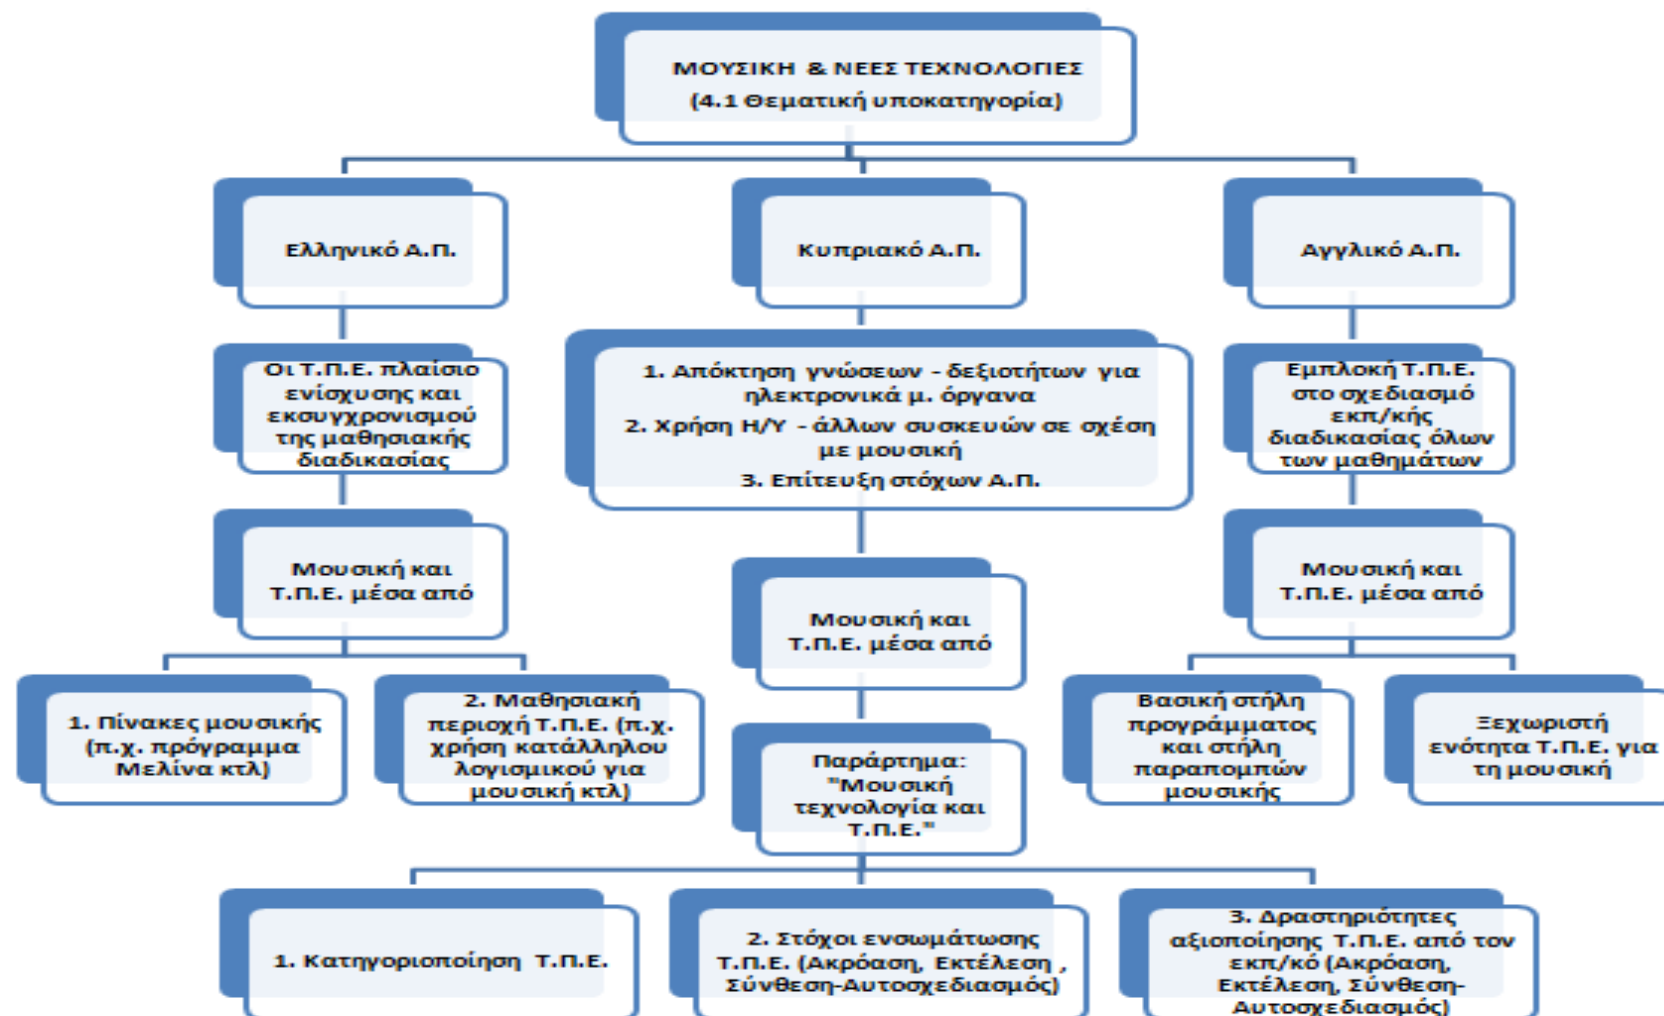 ΜΟΥΣΙΚΗ & ΝΕΕΣ ΤΕΧΝΟΛΟΓΙΕΣ
(4.1 Θεματική υποκατηγορία)
Ελληνικό Α.Π.
Κυπριακό Α.Π.
Αγγλικό Α.Π.
Οι Τ.Π.Ε. πλαίσιο
ενίσχυσης και
εκσυγχρονισμού
της μαθησιακής
διαδικασίας
1. Απόκτηση γνώσεων - δεξιοτήτων για
ηλεκτρονικά μ. όργανα
2. Χρήση Η/Υ - άλλων συσκευών σε σχέση
με μουσική
3. Επίτευξη στόχων Α.Π.
Εμπλοκή Τ.Π.Ε.
στο σχεδιασμό
εκπ/κής
διαδικασίας όλων
των μαθημάτων
Μουσική και
Τ.Π.Ε. μέσα από
Μουσική και
Τ.Π.Ε. μέσα από
Μουσική και
Τ.Π.Ε. μέσα από
1. Πίνακες μουσικής
(π.χ. πρόγραμμα
Μελίνα κτλ)
2. Μαθησιακή
περιοχή Τ.Π.Ε. (π.χ.
χρήση κατάλληλου
λογισμικού για
μουσική κτλ)
Παράρτημα:
"Μουσική
τεχνολογία και
Τ.Π.Ε."
Βασική στήλη
προγράμματος
και στήλη
παραπομπών
μουσικής
Ξεχωριστή
ενότητα Τ.Π.Ε. για
τη μουσική
1. Κατηγοριοποίηση Τ.Π.Ε.
2. Στόχοι ενσωμάτωσης
Τ.Π.Ε. (Ακρόαση, Εκτέλεση ,
Σύνθεση-Αυτοσχεδιασμός)
3. Δραστηριότητες
αξιοποίησης Τ.Π.Ε. από τον
εκπ/κό (Ακρόαση,
Εκτέλεση, Σύνθεση-
Αυτοσχεδιασμός)